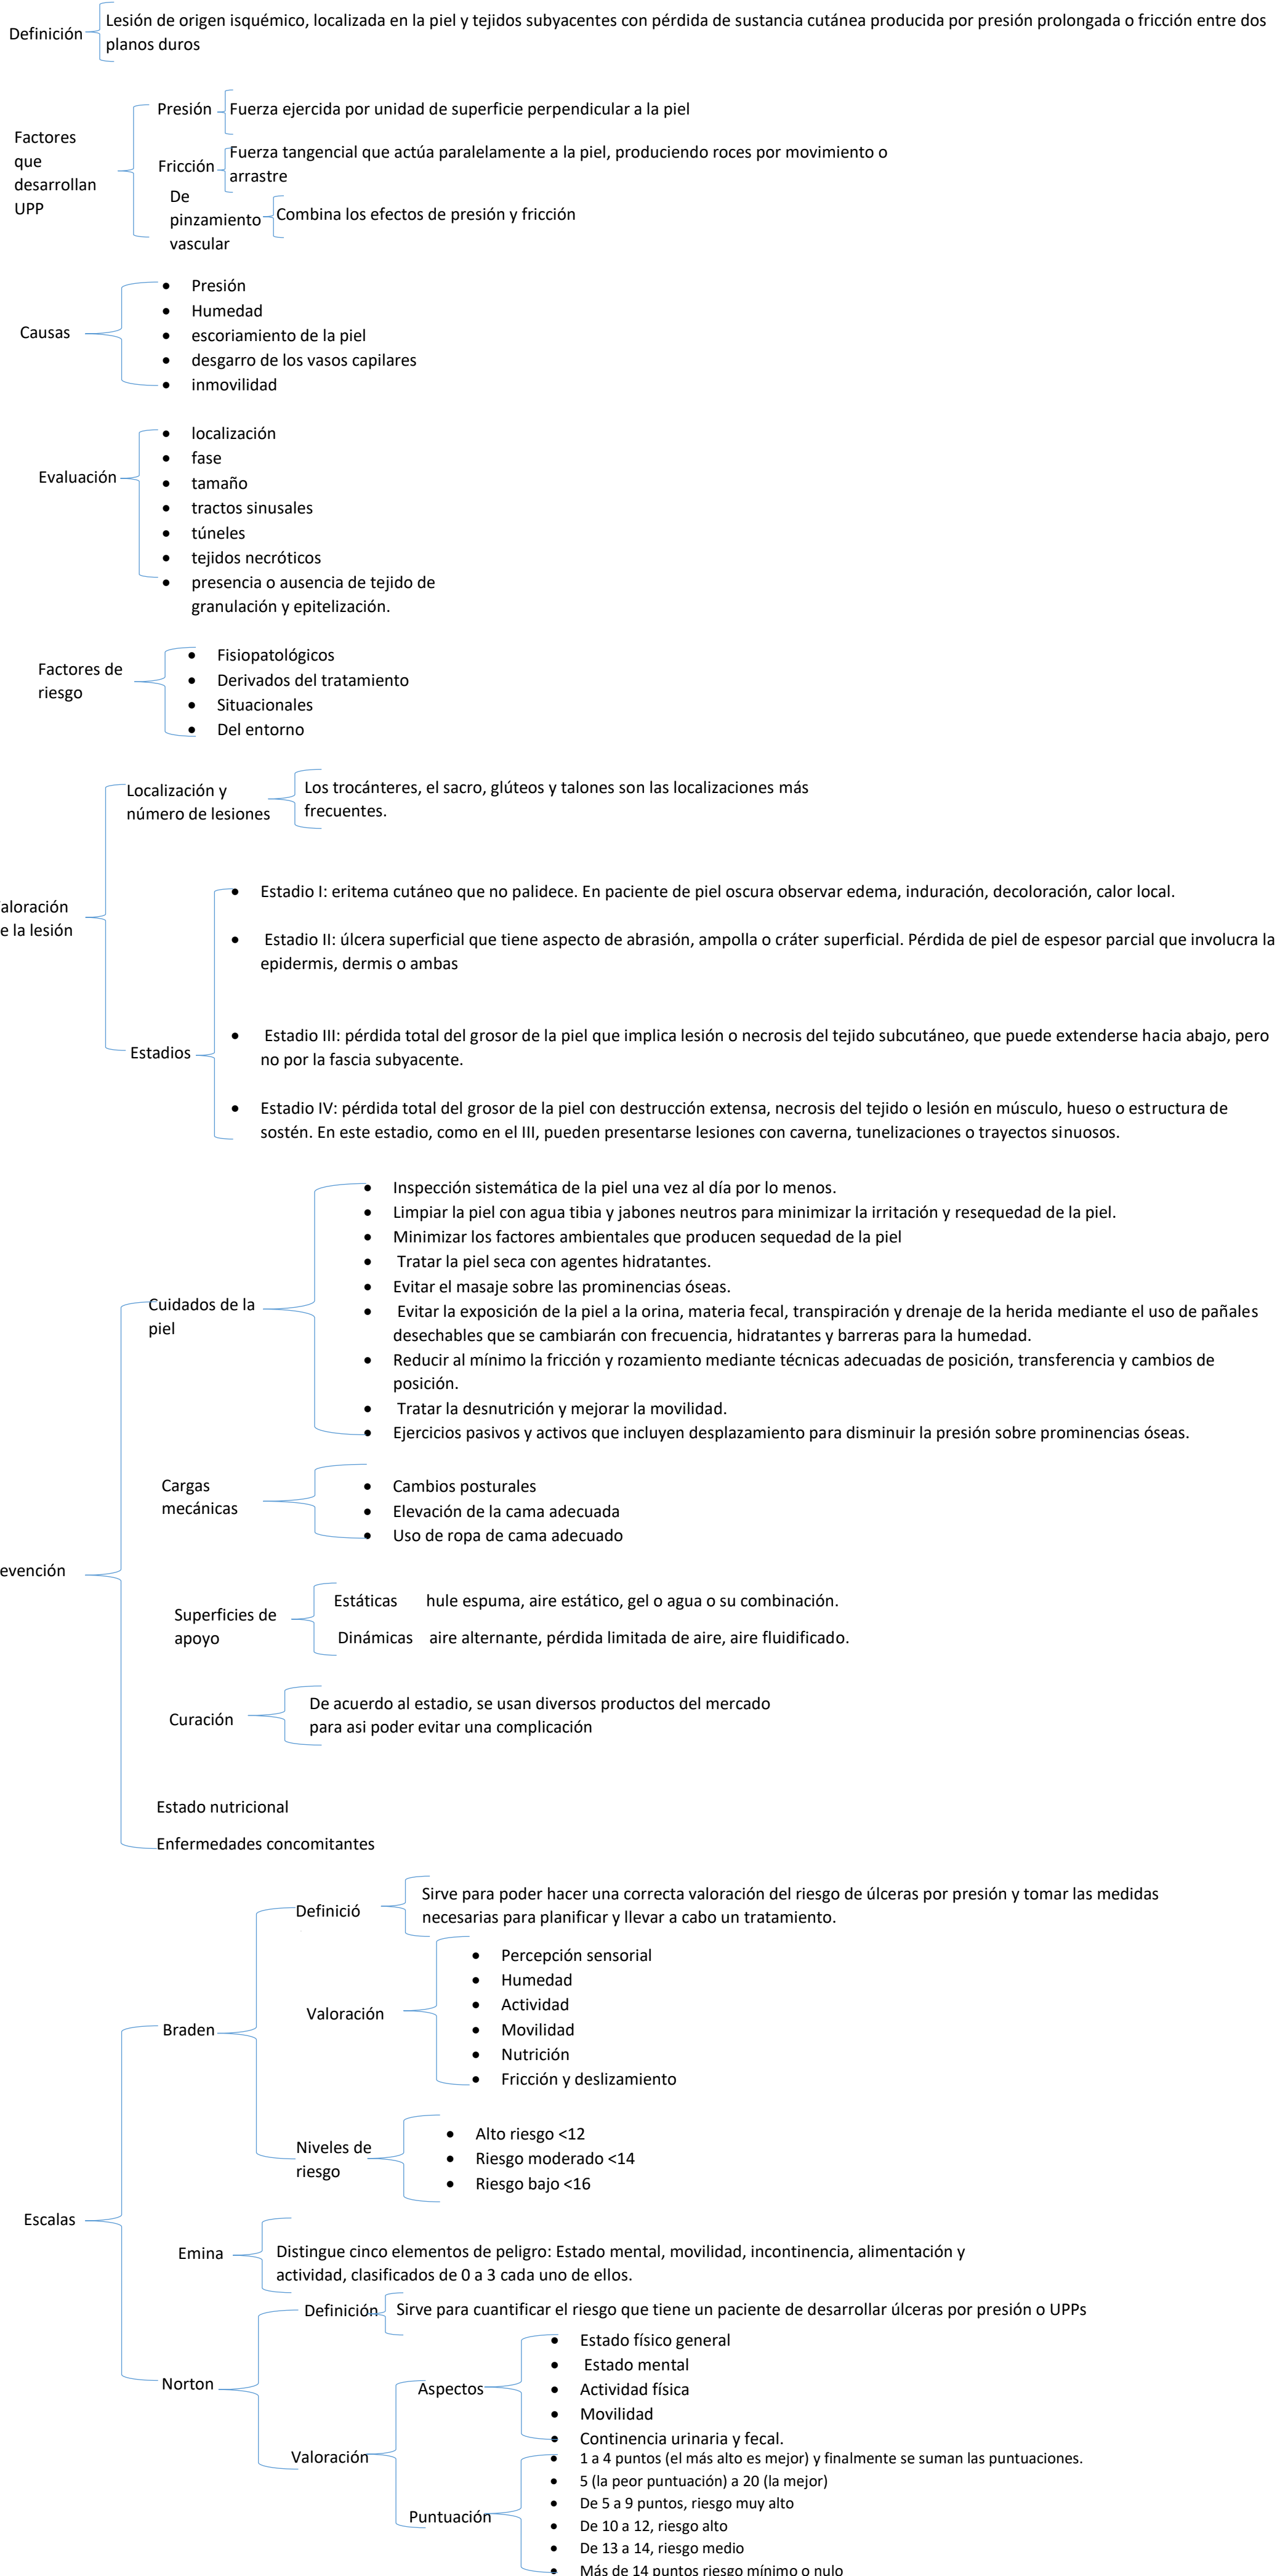 Definición
Lesión de origen isquémico, localizada en la piel y tejidos subyacentes con pérdida de sustancia cutánea producida por presión prolongada o fricción entre dos
planos duros
Factores
que
desarrollan
UPP
Presión
Fuerza ejercida por unidad de superficie perpendicular a la piel
Fricción
Fuerza tangencial que actúa paralelamente a la piel, produciendo roces por movimiento o
arrastre
De
pinzamiento
vascular
Combina los efectos de presión y fricción
Causas
• Presión
• Humedad
• escoriamiento de la piel
• desgarro de los vasos capilares
• inmovilidad
Evaluación
• localización
• fase
• tamaño
• tractos sinusales
• túneles
• tejidos necróticos
• presencia o ausencia de tejido de
granulación y epitelización.
Factores de
riesgo
• Fisiopatológicos
• Derivados del tratamiento
• Situacionales
• Del entorno
aloración
e la lesión
Localización y
número de lesiones
Los trocánteres, el sacro, glúteos y talones son las localizaciones más
frecuentes.
Estadios
• Estadio I: eritema cutáneo que no palidece. En paciente de piel oscura observar edema, induración, decoloración, calor local.
• Estadio II: úlcera superficial que tiene aspecto de abrasión, ampolla o cráter superficial. Pérdida de piel de espesor parcial que involucra la
epidermis, dermis o ambas
• Estadio III: pérdida total del grosor de la piel que implica lesión o necrosis del tejido subcutáneo, que puede extenderse hacia abajo, pero
no por la fascia subyacente.
• Estadio IV: pérdida total del grosor de la piel con destrucción extensa, necrosis del tejido o lesión en músculo, hueso o estructura de
sostén. En este estadio, como en el III, pueden presentarse lesiones con caverna, tunelizaciones o trayectos sinuosos.
evención
Cuidados de la
piel
• Inspección sistemática de la piel una vez al día por lo menos.
• Limpiar la piel con agua tibia y jabones neutros para minimizar la irritación y resequedad de la piel.
• Minimizar los factores ambientales que producen sequedad de la piel
• Tratar la piel seca con agentes hidratantes.
• Evitar el masaje sobre las prominencias óseas.
• Evitar la exposición de la piel a la orina, materia fecal, transpiración y drenaje de la herida mediante el uso de pañales
desechables que se cambiarán con frecuencia, hidratantes y barreras para la humedad.
• Reducir al mínimo la fricción y rozamiento mediante técnicas adecuadas de posición, transferencia y cambios de
posición.
• Tratar la desnutrición y mejorar la movilidad.
• Ejercicios pasivos y activos que incluyen desplazamiento para disminuir la presión sobre prominencias óseas.
Cargas
mecánicas
• Cambios posturales
• Elevación de la cama adecuada
• Uso de ropa de cama adecuado
Superficies de
apoyo
Estáticas hule espuma, aire estático, gel o agua o su combinación.
Dinámicas aire alternante, pérdida limitada de aire, aire fluidificado.
Curación
De acuerdo al estadio, se usan diversos productos del mercado
para asi poder evitar una complicación
Estado nutricional
Enfermedades concomitantes
Escalas
Braden
Definició
Sirve para poder hacer una correcta valoración del riesgo de úlceras por presión y tomar las medidas
necesarias para planificar y llevar a cabo un tratamiento.
Valoración
• Percepción sensorial
• Humedad
• Actividad
• Movilidad
• Nutrición
• Fricción y deslizamiento
Niveles de
riesgo
• Alto riesgo <12
• Riesgo moderado <14
• Riesgo bajo <16
Emina
Distingue cinco elementos de peligro: Estado mental, movilidad, incontinencia, alimentación y
actividad, clasificados de 0 a 3 cada uno de ellos.
Norton
Definición
Sirve para cuantificar el riesgo que tiene un paciente de desarrollar úlceras por presión o UPPs
Valoración
Aspectos
• Estado físico general
• Estado mental
• Actividad física
• Movilidad
• Continencia urinaria y fecal.
Puntuación
• 1 a 4 puntos (el más alto es mejor) y finalmente se suman las puntuaciones.
• 5 (la peor puntuación) a 20 (la mejor)
• De 5 a 9 puntos, riesgo muy alto
• De 10 a 12, riesgo alto
• De 13 a 14, riesgo medio
• Más de 14 puntos riesgo mínimo o nulo